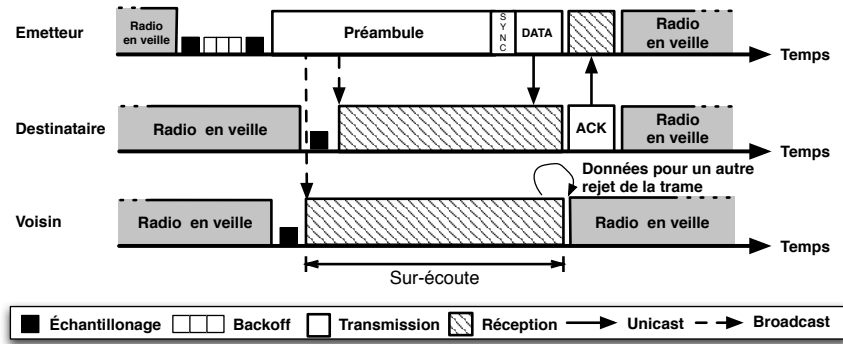 Emetteur
Radio
en veille
Préambule
SYNC
DATA
Radio
en veille
Temps
Destinataire
Radio en veille
ACK
Radio
en veille
Temps
Données pour un autre
rejet de la trame
Voisin
Radio en veille
Radio en veille
Temps
Sur-écoute
Échantillonage
Backoff
Transmission
Réception
Unicast
Broadcast